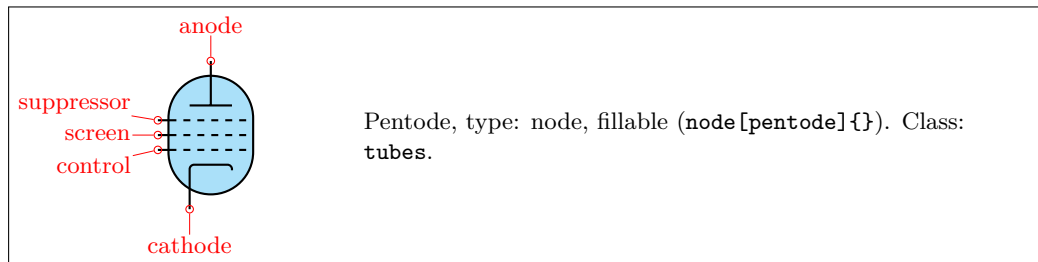 anode
suppressor
screen
control
cathode
Pentode, type: node, fillable (node[pentode]{}). Class:
tubes.